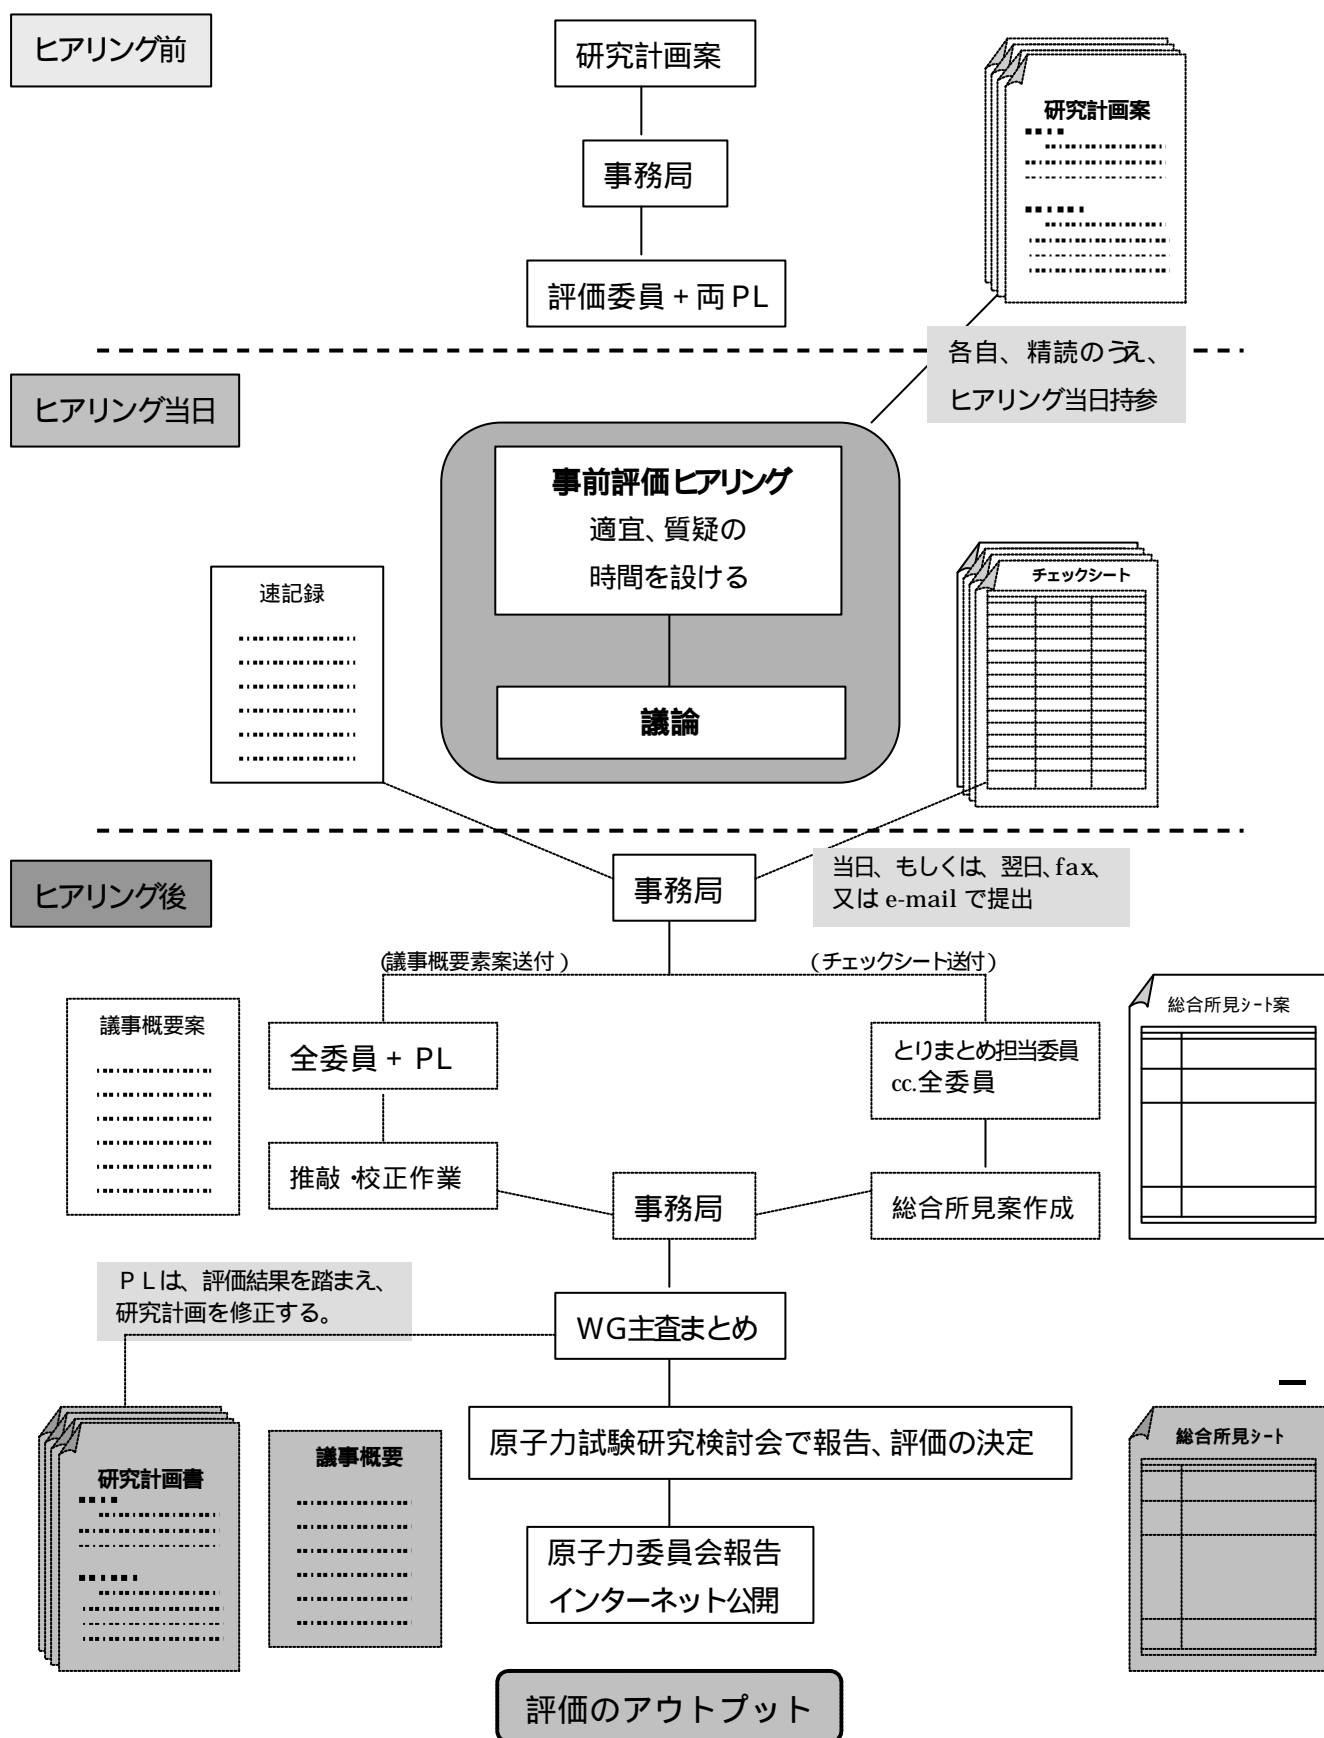 ヒアリング前
研究計画案
研究計画案
事務局
評価委員 + 両 PL
各自、精読のうえ、
ヒアリング当日持参
ヒアリング当日
事前評価ヒアリング
適宜、質疑の
時間を設ける
議論
速記録
チェックシート
ヒアリング後
事務局
当日、もしくは、翌日、fax、
又は e-mail で提出
(議事概要素案送付)
(チェックシート送付)
議事概要案
全委員 + PL
とりまとめ担当委員
cc.全委員
総合所見シート案
推敲・校正作業
事務局
総合所見案作成
PLは、評価結果を踏まえ、
研究計画を修正する。
WG主査まとめ
原子力試験研究検討会で報告、評価の決定
研究計画書
議事概要
総合所見シート
原子力委員会報告
インターネット公開
評価のアウトプット